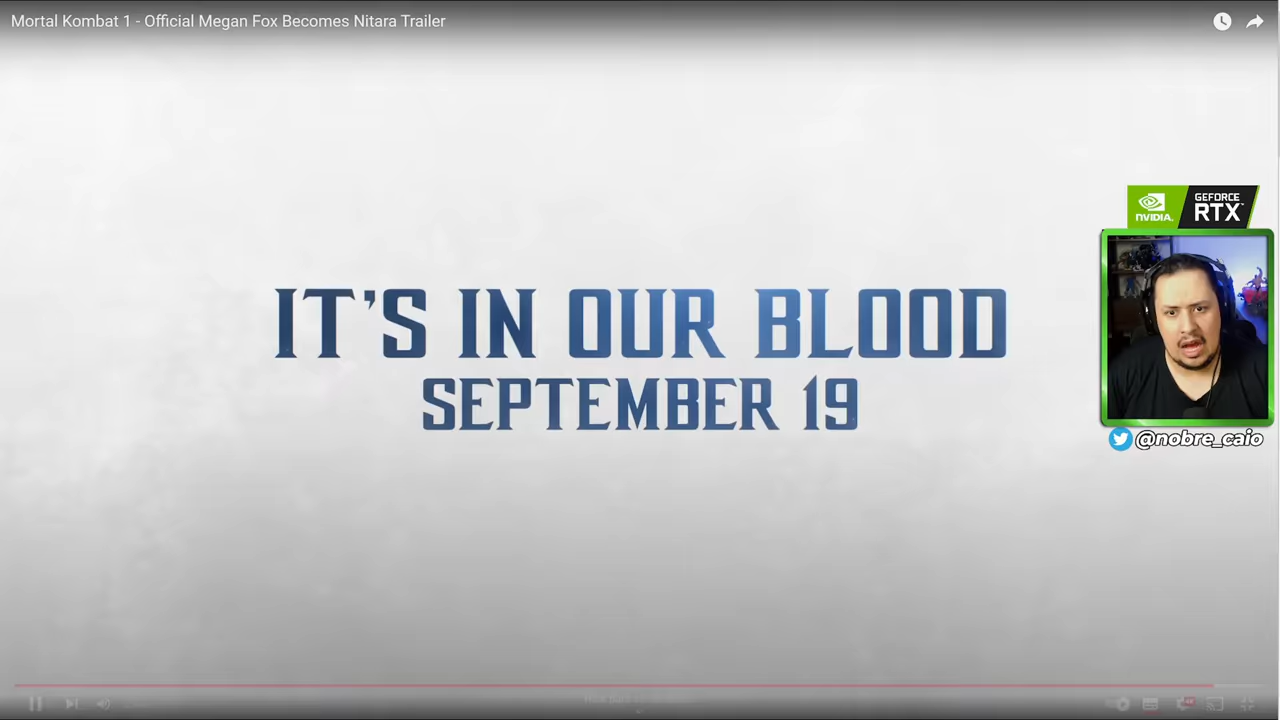 Mortal Kombat 1 - Official Megan Fox Becomes Nitara Trailer
NVIDIA.
GEFORCE
RTX
IT'S IN OUR BLOOD
SEPTEMBER 19
@nobre_caio